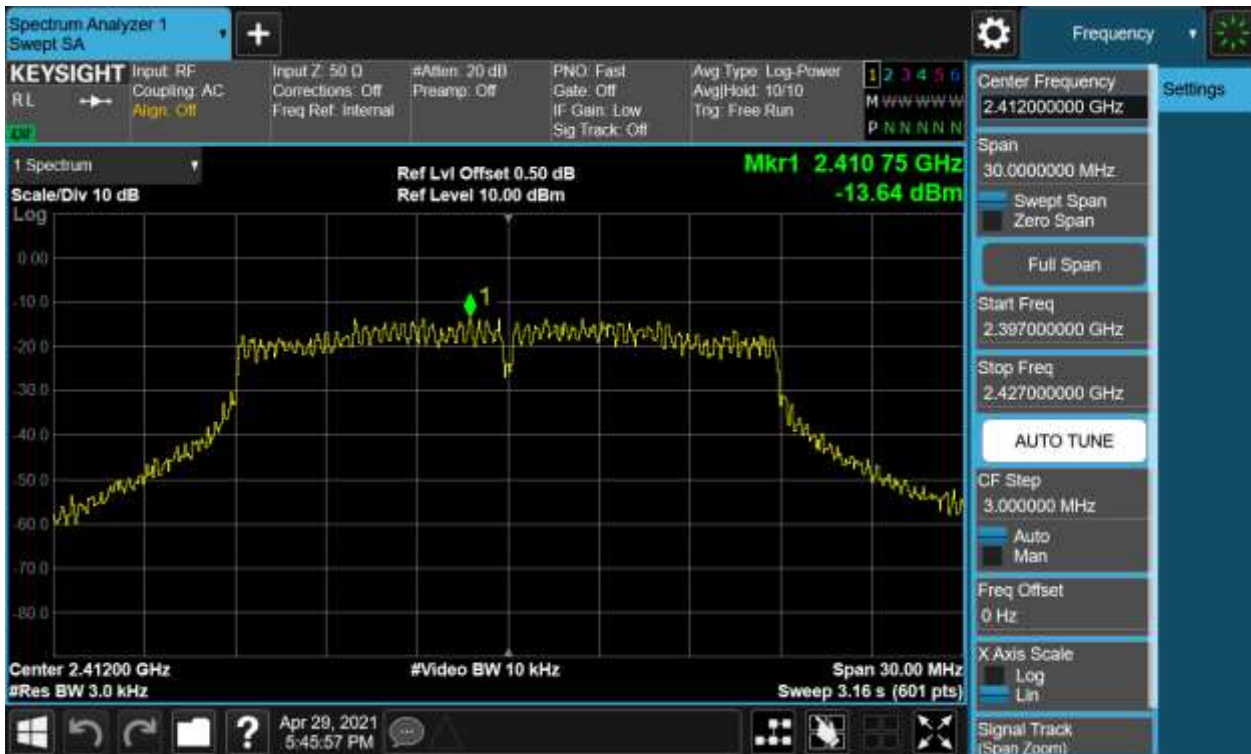 Spectrum Analyzer 1
Swept SA
+
Frequency
KEYSIGHT
RL
Input: RF
Coupling: AC
Align: Off
Input Z: 50 Ω
Corrections: Off
Freq Ref: Internal
#Atten: 20 dB
Preamp: Off
PNO: Fast
Gate: Off
IF Gain: Low
Sig Track: Off
Avg Type: Log-Power
Avg|Hold: 10/10
Trig: Free Run
1 2 3 4 5 6
M W W W W W
P N N N N N
1 Spectrum
Scale/Div 10 dB
Ref Lvl Offset 0.50 dB
Ref Level 10.00 dBm
Mkr1 2.410 75 GHz
-13.64 dBm
Log
0.00
-10.0
-20.0
-30.0
-40.0
-50.0
-60.0
-70.0
-80.0
1
Center 2.41200 GHz
#Res BW 3.0 kHz
#Video BW 10 kHz
Span 30.00 MHz
Sweep 3.16 s (601 pts)
Center Frequency
2.412000000 GHz
Settings
Span
30.0000000 MHz
Swept Span
Zero Span
Full Span
Start Freq
2.397000000 GHz
Stop Freq
2.427000000 GHz
AUTO TUNE
CF Step
3.000000 MHz
Auto
Man
Freq Offset
0 Hz
X Axis Scale
Log
Lin
Signal Track
(Span Zoom)
?
Apr 29, 2021
5:45:57 PM